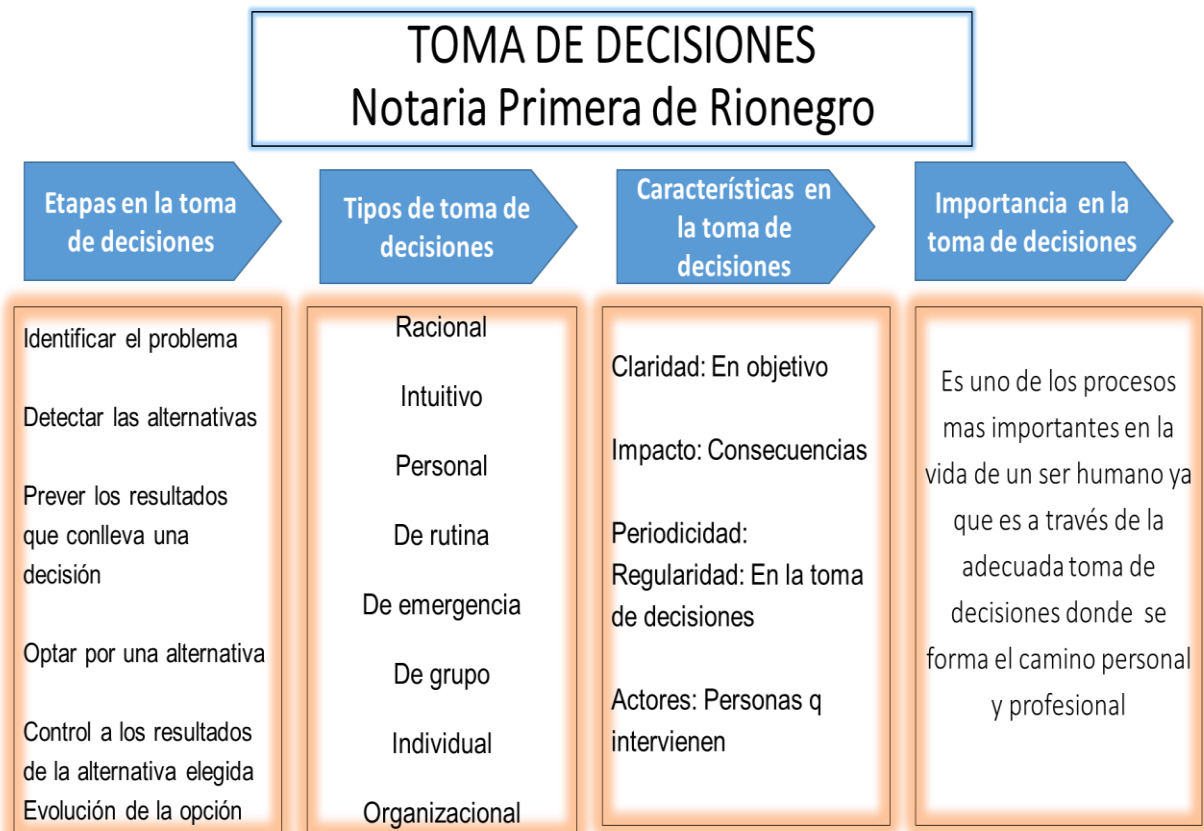 TOMA DE DECISIONES
Notaria Primera de Rionegro
Etapas en la toma
de decisiones
Tipos de toma de
decisiones
Características en
la toma de
decisiones
Importancia en la
toma de decisiones
Identificar el problema
Detectar las alternativas
Prever los resultados
que conlleva una
decisión
Optar por una alternativa
Control a los resultados
de la alternativa elegida
Evolución de la opción
Racional
Intuitivo
Personal
De rutina
De emergencia
De grupo
Individual
Organizacional
Claridad: En objetivo
Impacto: Consecuencias
Periodicidad:
Regularidad: En la toma
de decisiones
Actores: Personas q
intervienen
Es uno de los procesos
mas importantes en la
vida de un ser humano ya
que es a través de la
adecuada toma de
decisiones donde se
forma el camino personal
y profesional